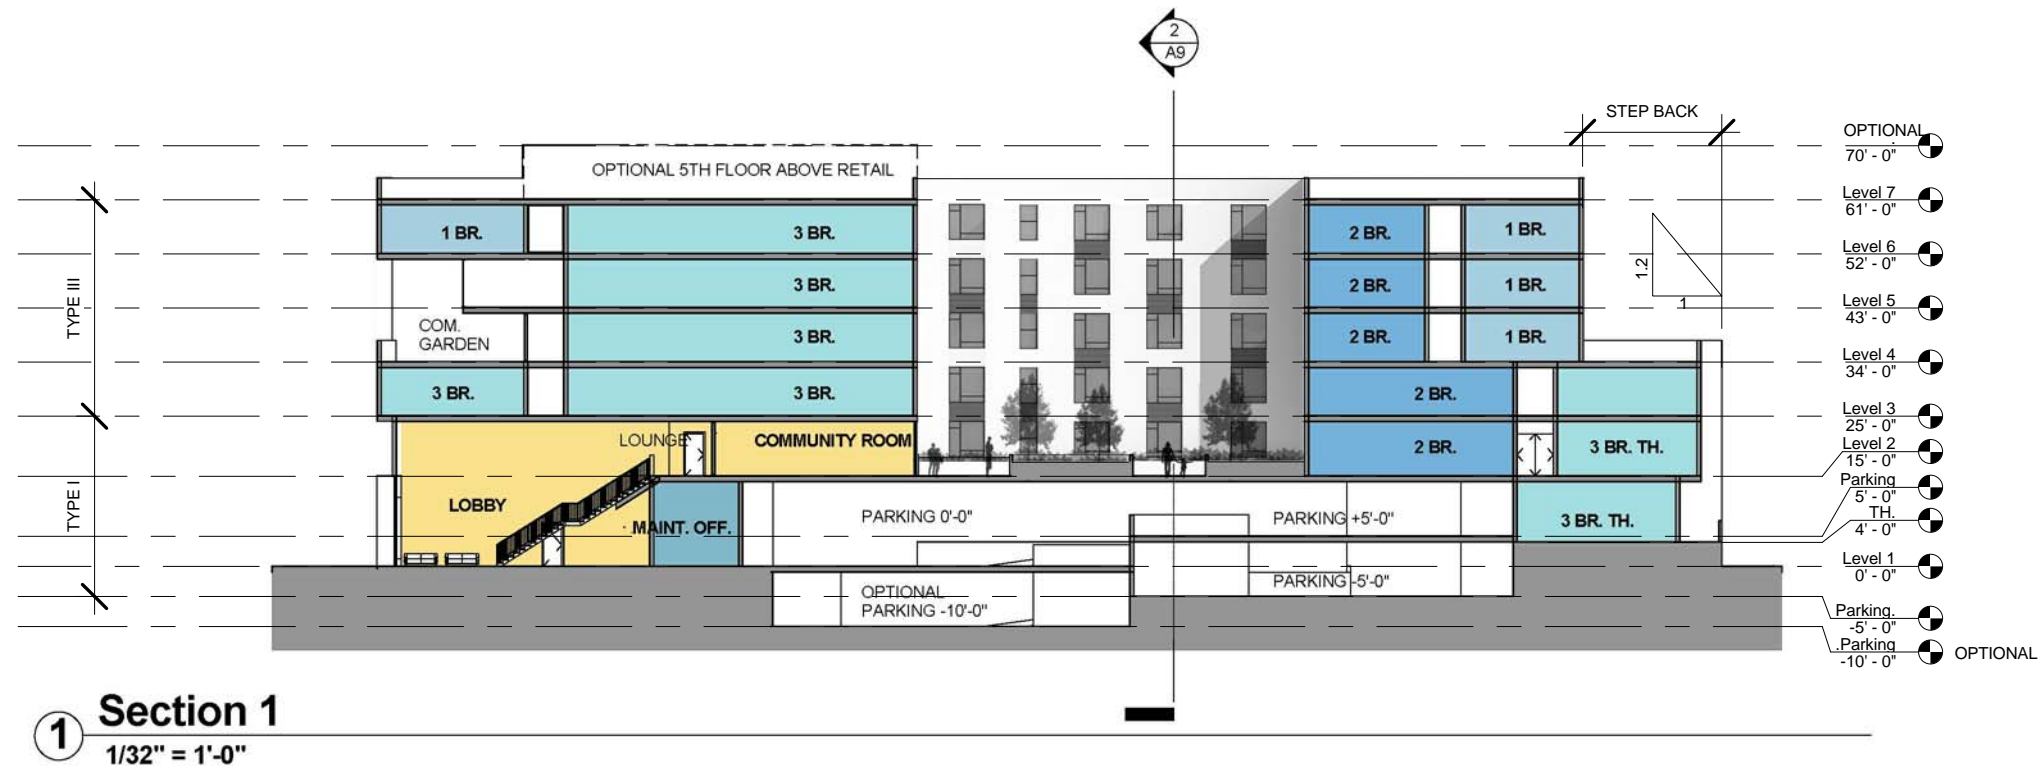 2
A9
STEP BACK
OPTIONAL
70' - 0"
OPTIONAL 5TH FLOOR ABOVE RETAIL
Level 7
61' - 0"
1 BR.
3 BR.
2 BR.
1 BR.
Level 6
52' - 0"
TYPE III
3 BR.
2 BR.
1 BR.
1.2
1
Level 5
43' - 0"
COM.
GARDEN
3 BR.
2 BR.
1 BR.
Level 4
34' - 0"
3 BR.
3 BR.
2 BR.
Level 3
25' - 0"
LOUNGE
COMMUNITY ROOM
2 BR.
3 BR. TH.
Level 2
15' - 0"
TYPE I
LOBBY
MAINT. OFF.
PARKING 0'-0"
PARKING +5'-0"
3 BR. TH.
Parking
5' - 0"
TH.
4' - 0"
Level 1
0' - 0"
OPTIONAL
PARKING -10'-0"
PARKING -5'-0"
Parking.
-5' - 0"
.Parking
-10' - 0"
OPTIONAL
1
Section 1
1/32" = 1'-0"